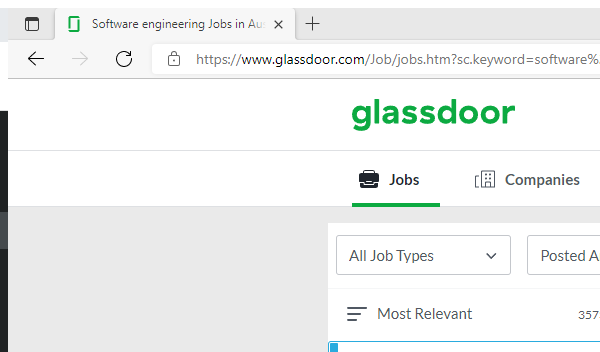 Software engineering Jobs in Aus
https://www.glassdoor.com/Job/jobs.htm?sc.keyword=software%
glassdoor
Jobs Companies
All Job Types Posted A
Most Relevant 357